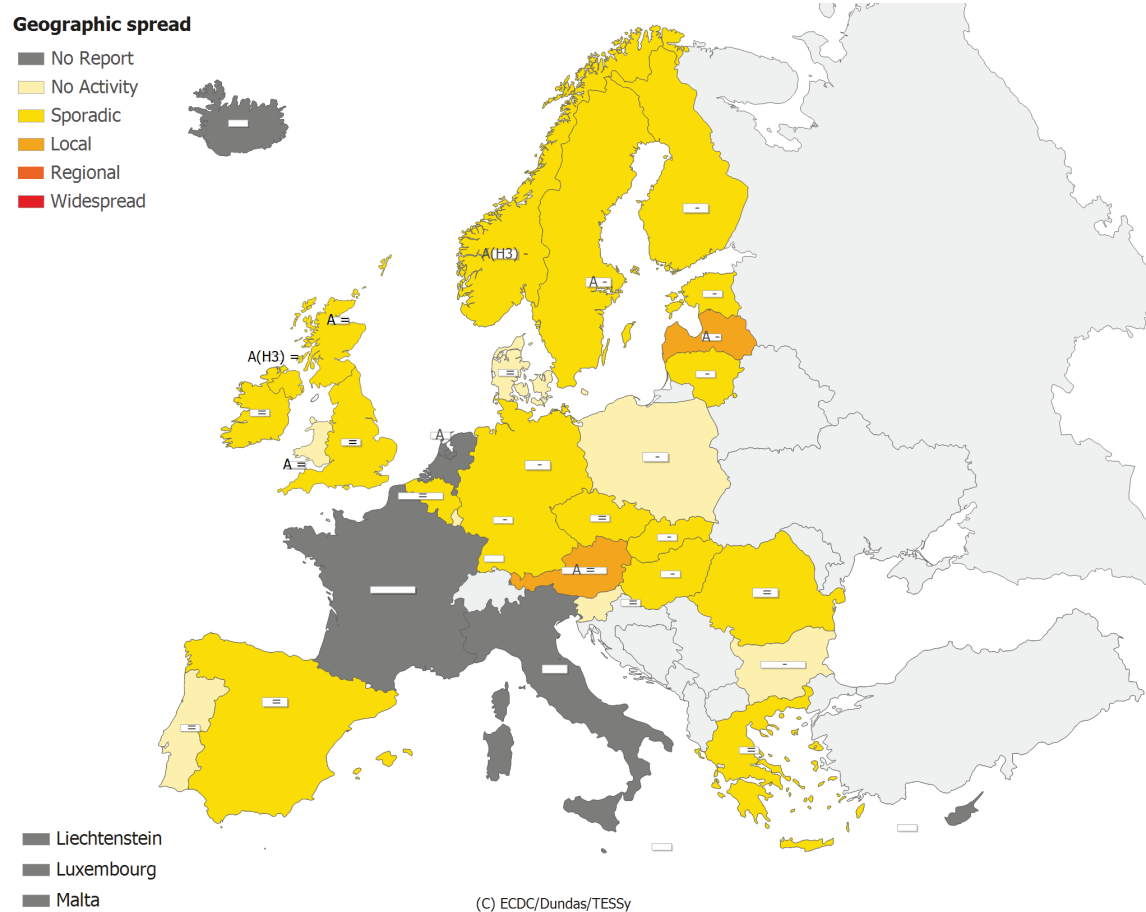 Geographic spread
No Report
No Activity
Sporadic
Local
Regional
Widespread
-
A(H3) -
A -
-
A =
A -
A(H3) =
=
-
=
A
=
-
A =
-
=
=
-
-
-
A =
-
=
=
-
=
=
=
Liechtenstein
Luxembourg
Malta
(C) ECDC/Dundas/TESSy